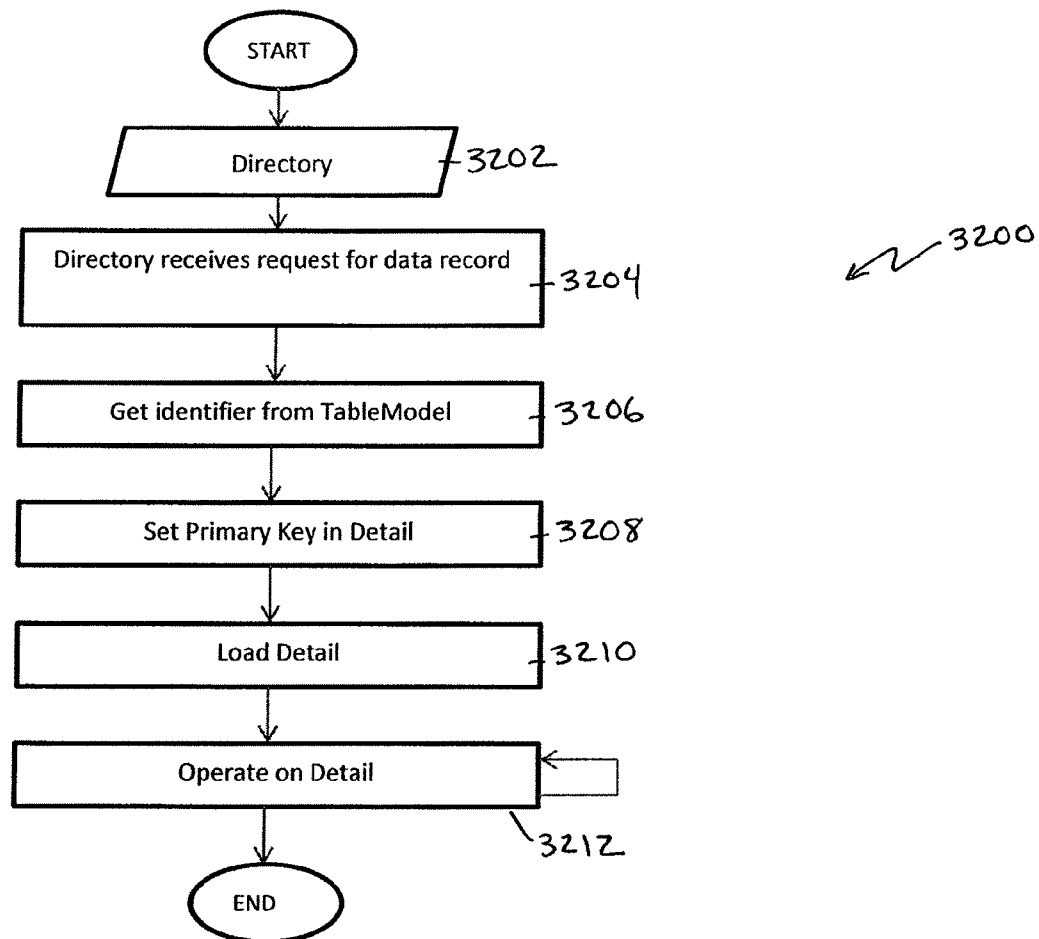 START
Directory
3202
3200
Directory receives request for data record
3204
Get identifier from TableModel
3206
Set Primary Key in Detail
3208
Load Detail
3210
Operate on Detail
3212
END